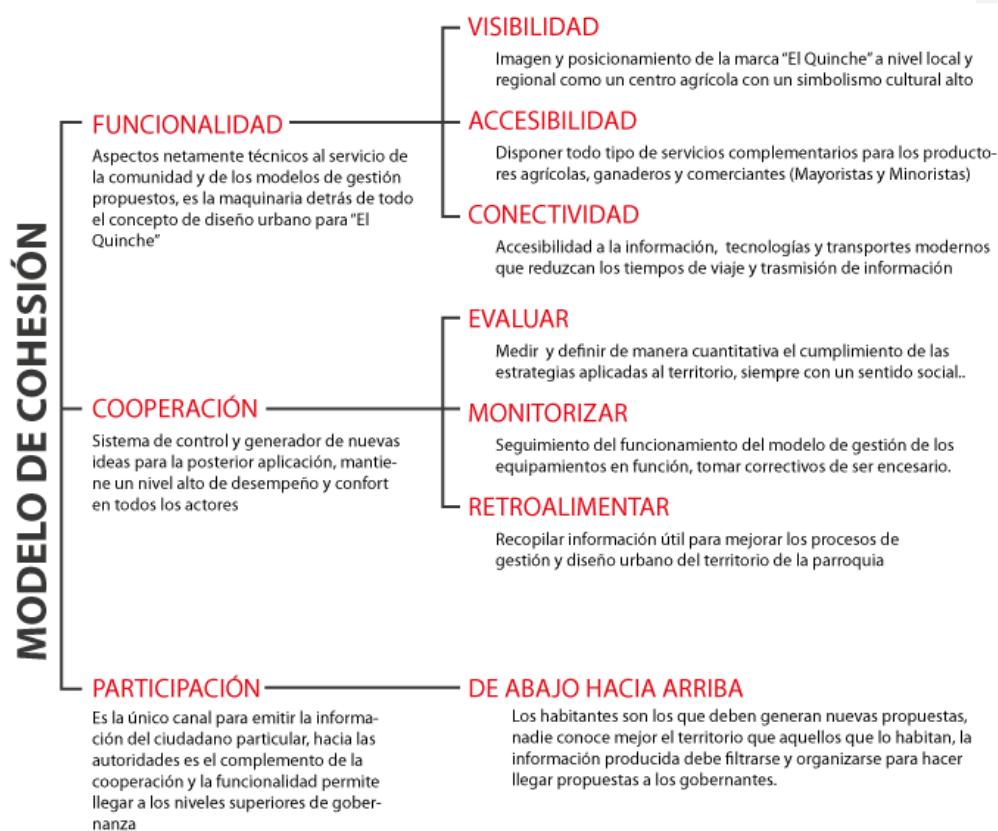 MODELO DE COHESIÓN
FUNCIONALIDAD
Aspectos netamente técnicos al servicio de
la comunidad y de los modelos de gestión
propuestos, es la maquinaria detrás de todo
el concepto de diseño urbano para "El
Quinche"
VISIBILIDAD
Imagen y posicionamiento de la marca "El Quinche" a nivel local y
regional como un centro agrícola con un simbolismo cultural alto
ACCESIBILIDAD
Disponer todo tipo de servicios complementarios para los producto-
res agrícolas, ganaderos y comerciantes (Mayoristas y Minoristas)
CONECTIVIDAD
Accesibilidad a la información, tecnologías y transportes modernos
que reduzcan los tiempos de viaje y trasmisión de información
COOPERACIÓN
Sistema de control y generador de nuevas
ideas para la posterior aplicación, mantie-
ne un nivel alto de desempeño y confort
en todos los actores
EVALUAR
Medir y definir de manera cuantitativa el cumplimiento de las
estrategias aplicadas al territorio, siempre con un sentido social..
MONITORIZAR
Seguimiento del funcionamiento del modelo de gestión de los
equipamientos en función, tomar correctivos de ser encesario.
RETROALIMENTAR
Recopilar información útil para mejorar los procesos de
gestión y diseño urbano del territorio de la parroquia
PARTICIPACIÓN
Es la único canal para emitir la informa-
ción del ciudadano particular, hacia las
autoridades es el complemento de la
cooperación y la funcionalidad permite
llegar a los niveles superiores de gober-
nanza
DE ABAJO HACIA ARRIBA
Los habitantes son los que deben generan nuevas propuestas,
nadie conoce mejor el territorio que aquellos que lo habitan, la
información producida debe filtrarse y organizarse para hacer
llegar propuestas a los gobernantes.